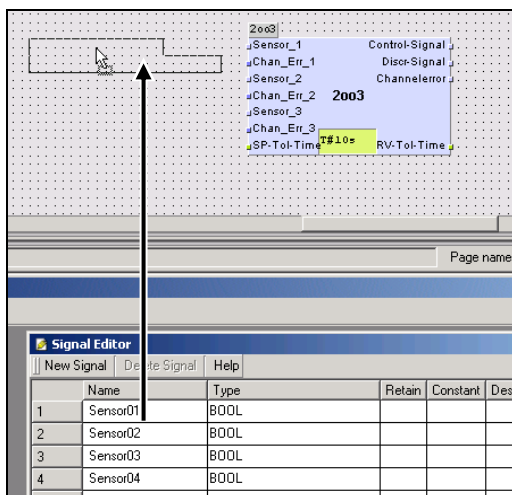 2oo3
Sensor_1 Control-Signal
Chan_Err_1 Discr-Signal
Sensor_2 Channelerror
Chan_Err_2 2oo3
Sensor_3
Chan_Err_3
SP-Tol-Time T#10s RV-Tol-Time
Page name
Signal Editor
New Signal Delete Signal Help
Name Type Retain Constant Des
1 Sensor01 BOOL
2 Sensor02 BOOL
3 Sensor03 BOOL
4 Sensor04 BOOL